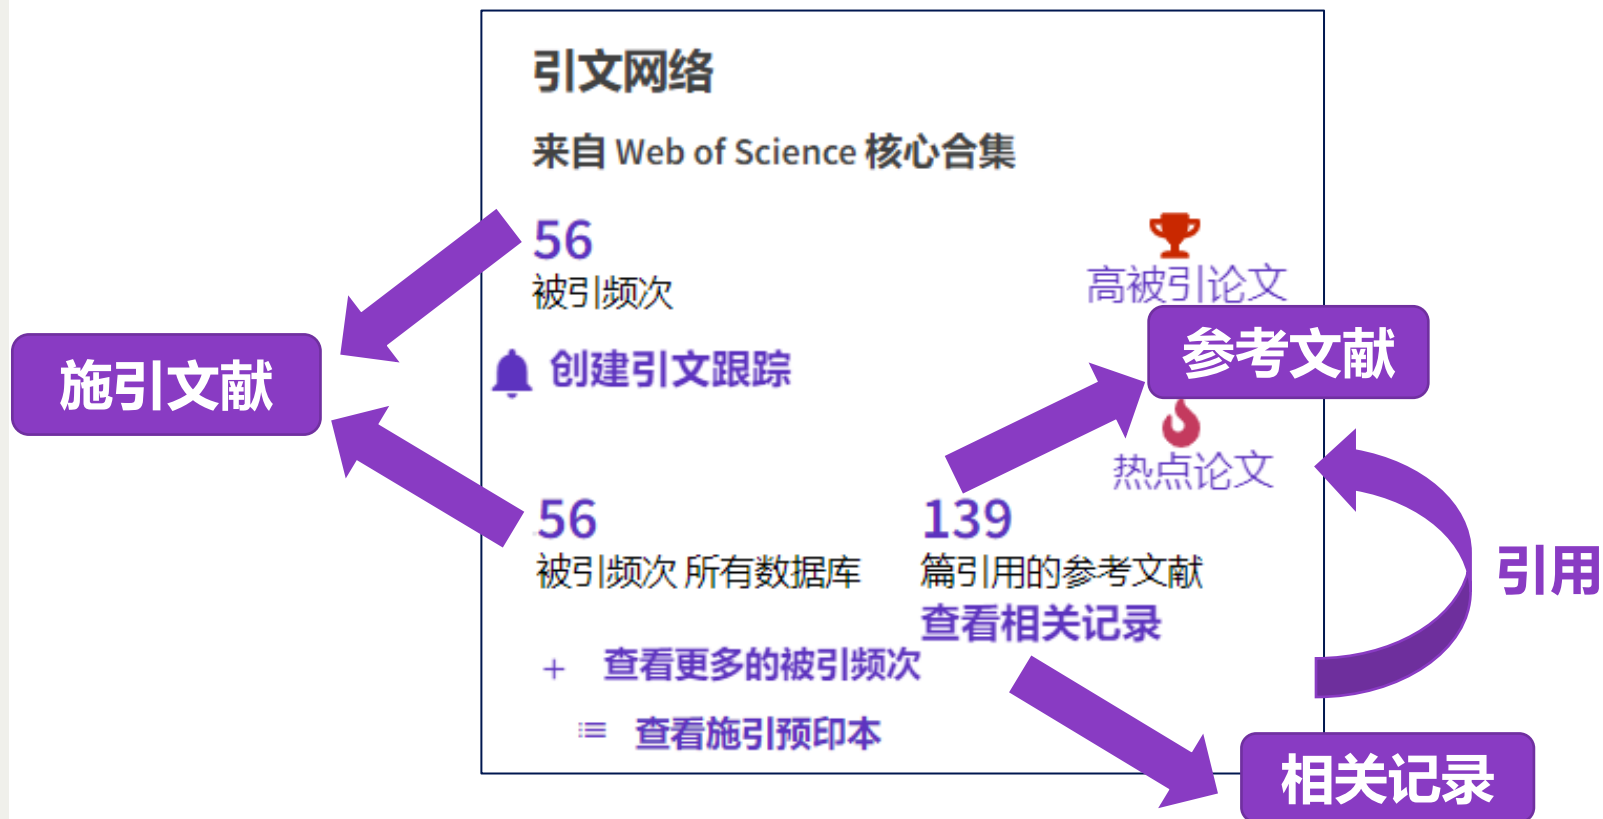 引文网络
来自 Web of Science 核心合集
56
被引频次
高被引论文
参考文献
施引文献
创建引文跟踪
热点论文
56
被引频次 所有数据库
139
篇引用的参考文献
引用
查看相关记录
+ 查看更多的被引频次
查看施引预印本
相关记录